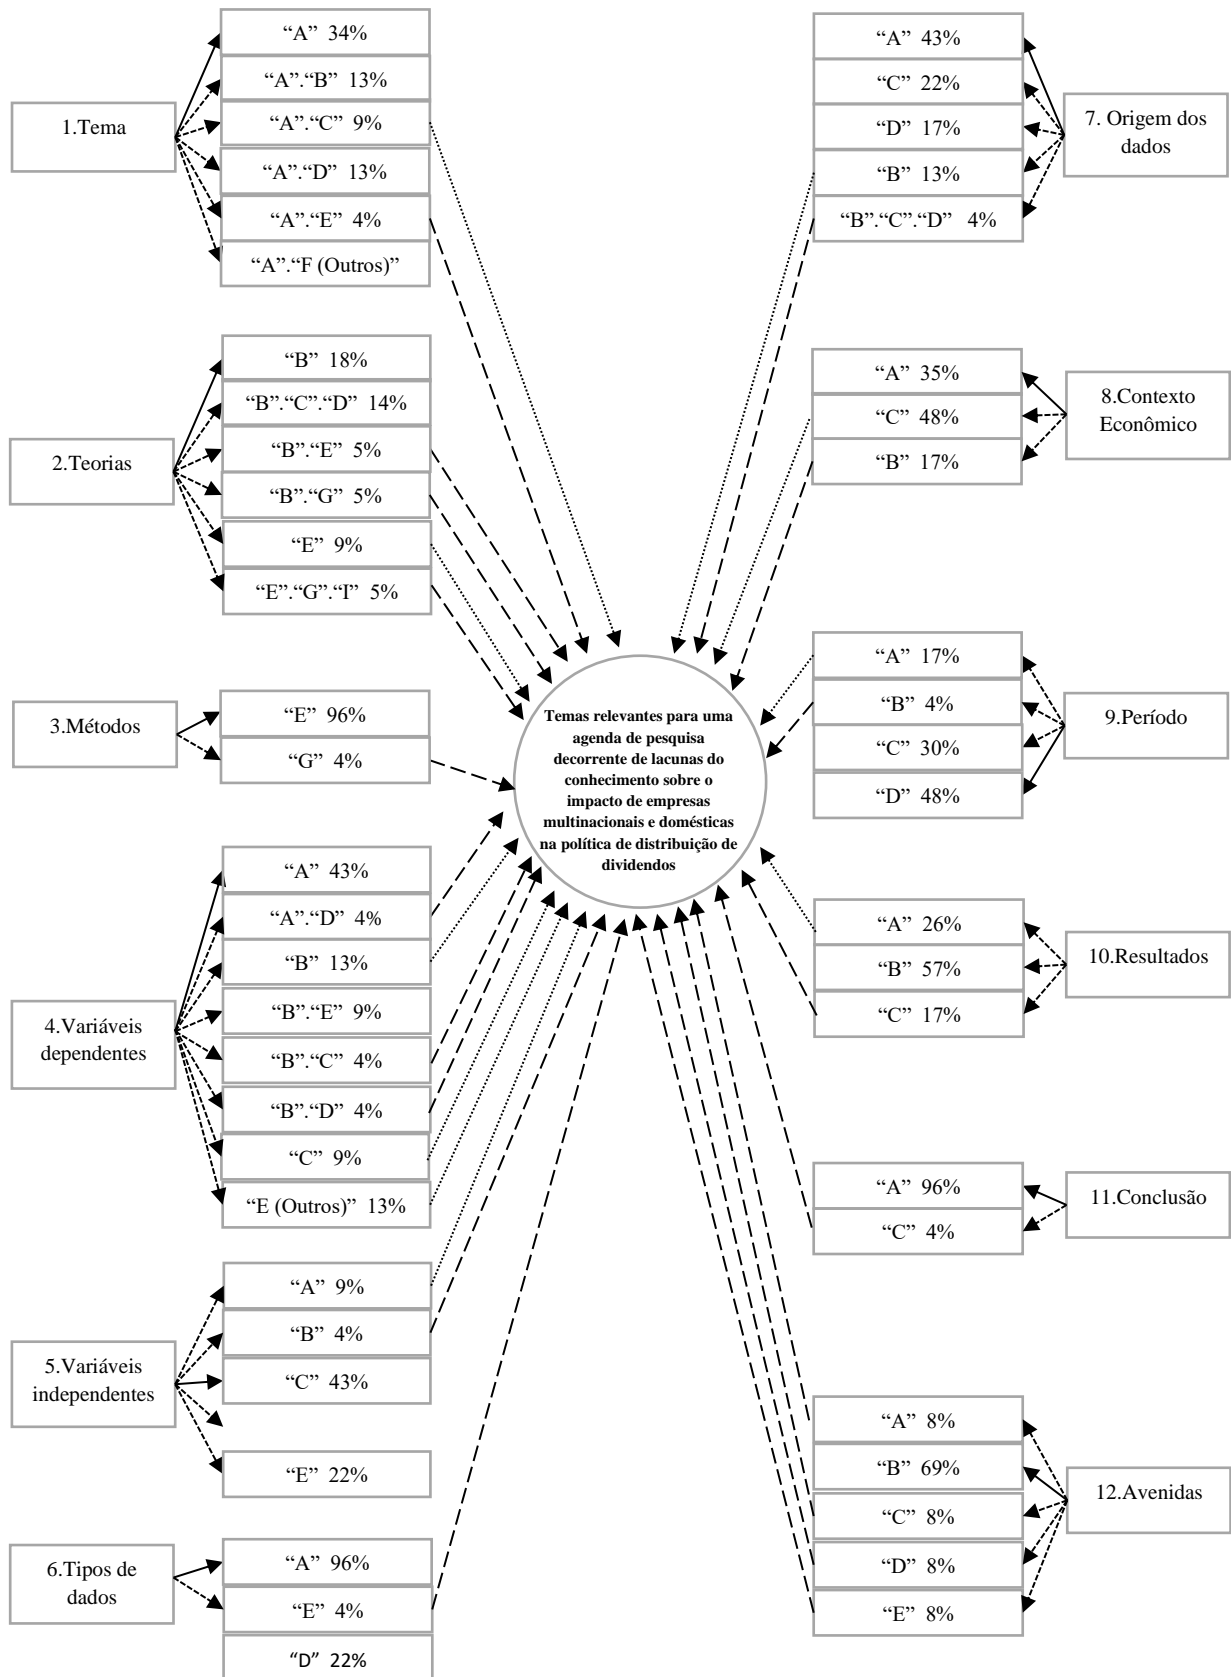 1.Tema
“A” 34%
“A”.“B” 13%
“A”.“C” 9%
“A”.“D” 13%
“A”.“E” 4%
“A”.“F (Outros)”
2.Teorias
“B” 18%
“B”.“C”.“D” 14%
“B”.“E” 5%
“B”.“G” 5%
“E” 9%
“E”.“G”.“I” 5%
3.Métodos
“E” 96%
“G” 4%
4.Variáveis
dependentes
“A” 43%
“A”.“D” 4%
“B” 13%
“B”.“E” 9%
“B”.“C” 4%
“B”.“D” 4%
“C” 9%
“E (Outros)” 13%
5.Variáveis
independentes
“A” 9%
“B” 4%
“C” 43%
“E” 22%
6.Tipos de
dados
“A” 96%
“E” 4%
“D” 22%
Temas relevantes para uma
agenda de pesquisa
decorrente de lacunas do
conhecimento sobre o
impacto de empresas
multinacionais e domésticas
na política de distribuição de
dividendos
7. Origem dos
dados
“A” 43%
“C” 22%
“D” 17%
“B” 13%
“B”.“C”.“D” 4%
8.Contexto
Econômico
“A” 35%
“C” 48%
“B” 17%
9.Período
“A” 17%
“B” 4%
“C” 30%
“D” 48%
10.Resultados
“A” 26%
“B” 57%
“C” 17%
11.Conclusão
“A” 96%
“C” 4%
12.Avenidas
“A” 8%
“B” 69%
“C” 8%
“D” 8%
“E” 8%